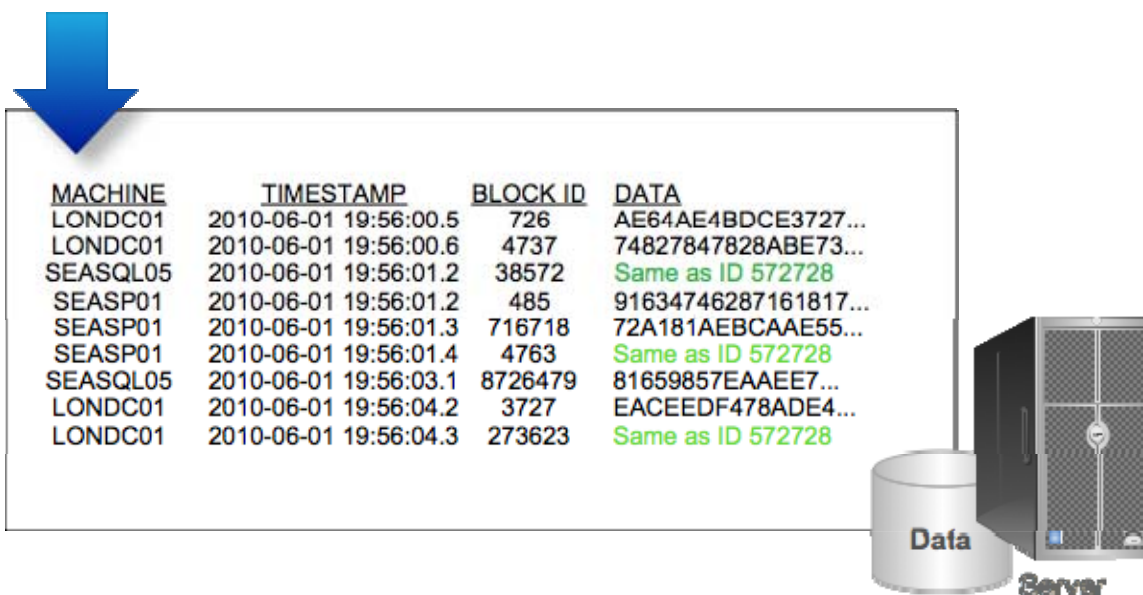 MACHINE TIMESTAMP BLOCK ID DATA
LONDC01 2010-06-01 19:56:00.5 726 AE64AE4BDCE3727...
LONDC01 2010-06-01 19:56:00.6 4737 74827847828ABE73...
SEASQL05 2010-06-01 19:56:01.2 38572 Same as ID 572728
SEASP01 2010-06-01 19:56:01.2 485 91634746287161817...
SEASP01 2010-06-01 19:56:01.3 716718 72A181AEBCAAE55...
SEASP01 2010-06-01 19:56:01.4 4763 Same as ID 572728
SEASQL05 2010-06-01 19:56:03.1 8726479 81659857EAAEE7...
LONDC01 2010-06-01 19:56:04.2 3727 EACEEDF478ADE4...
LONDC01 2010-06-01 19:56:04.3 273623 Same as ID 572728
Data
Server